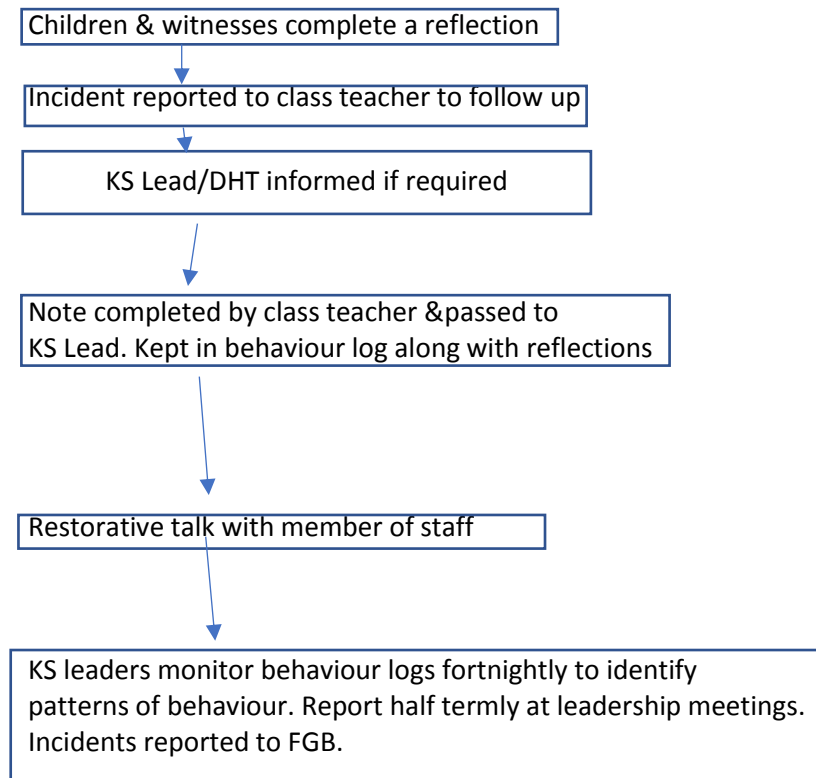 Children & witnesses complete a reflection
Incident reported to class teacher to follow up
KS Lead/DHT informed if required
Note completed by class teacher &passed to
KS Lead. Kept in behaviour log along with reflections
Restorative talk with member of staff
KS leaders monitor behaviour logs fortnightly to identify
patterns of behaviour. Report half termly at leadership meetings.
Incidents reported to FGB.